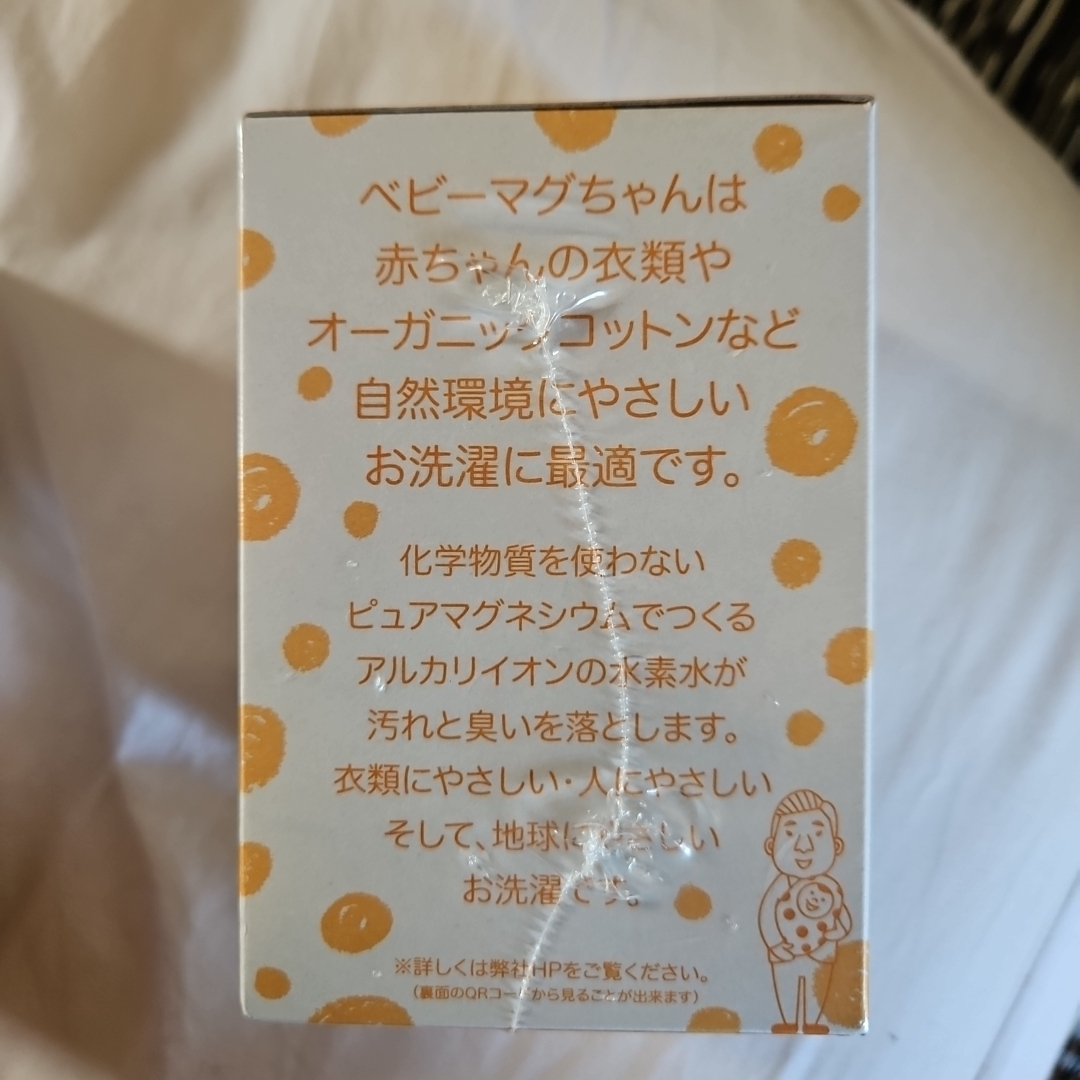 ベビーマグちゃんは
赤ちゃんの衣類や
オーガニックコットンなど
自然環境にやさしい
お洗濯に最適です。
化学物質を使わない
ピュアマグネシウムでつくる
アルカリイオンの水素水が
汚れと臭いを落とします。
衣類にやさしい・人にやさしい
そして、地球にやさしい
お洗濯です。
※詳しくは弊社HPをご覧ください。
（裏面のQRコードから見ることが出来ます）